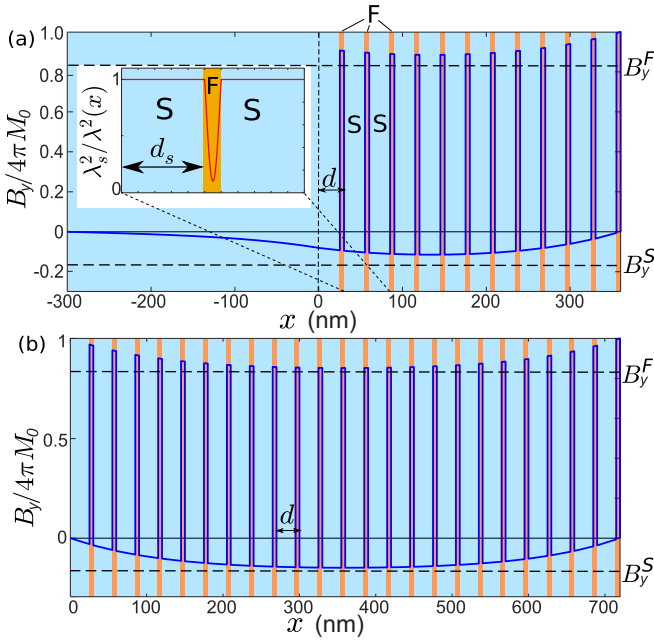 F
(a)
1.0
0.8
0.6
0.4
0.2
0
-0.2
B_y/4πM_0
λ_s^2/λ^2(x)
1
0
S
F
S
d_s
d
S
S
B_y^F
B_y^S
-300
-200
-100
0
100
200
300
x (nm)
(b)
1
0.5
0
B_y/4πM_0
d
B_y^F
B_y^S
0
100
200
300
400
500
600
700
x (nm)